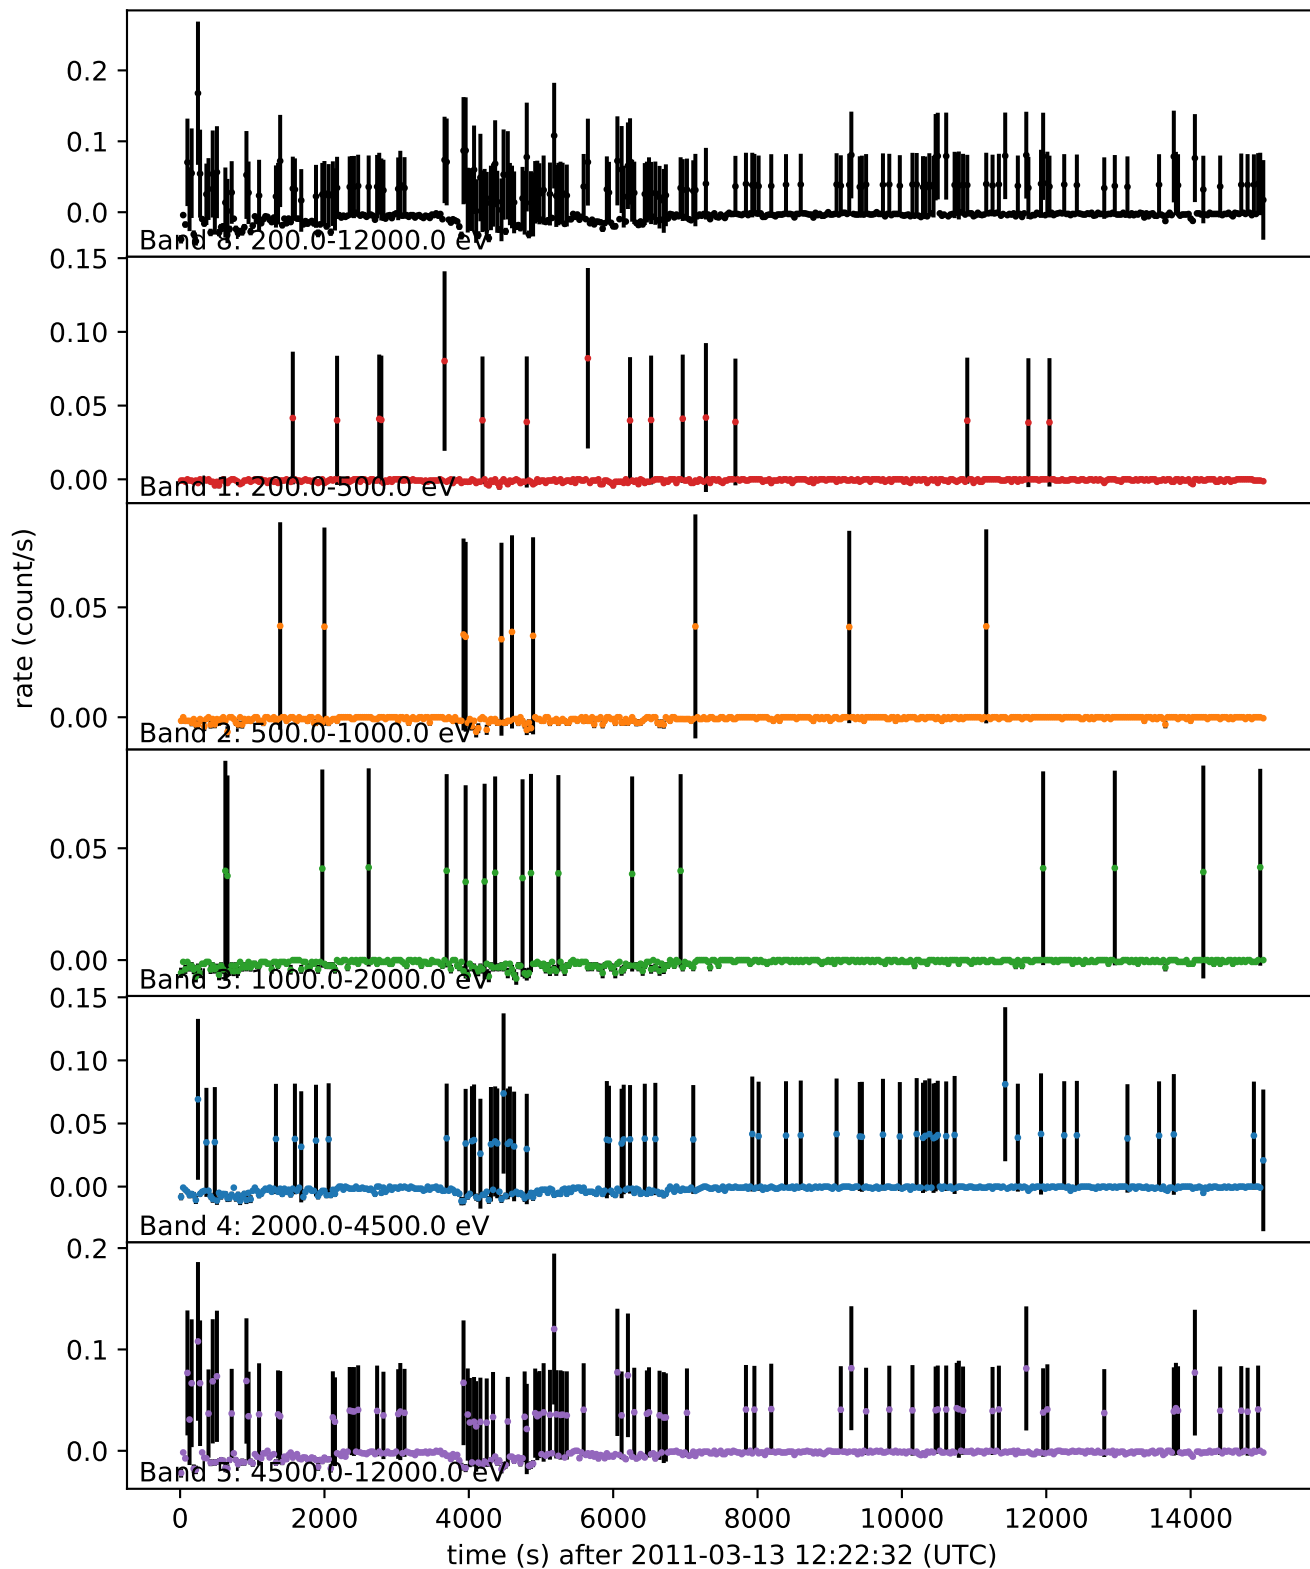 0.2
0.1
0.0
Band 8: 200.0-12000.0 eV
0.15
0.10
0.05
0.00
Band 1: 200.0-500.0 eV
rate (count/s)
0.05
0.00
Band 2: 500.0-1000.0 eV
0.05
0.00
Band 3: 1000.0-2000.0 eV
0.15
0.10
0.05
0.00
Band 4: 2000.0-4500.0 eV
0.2
0.1
0.0
Band 5: 4500.0-12000.0 eV
0 2000 4000 6000 8000 10000 12000 14000
time (s) after 2011-03-13 12:22:32 (UTC)